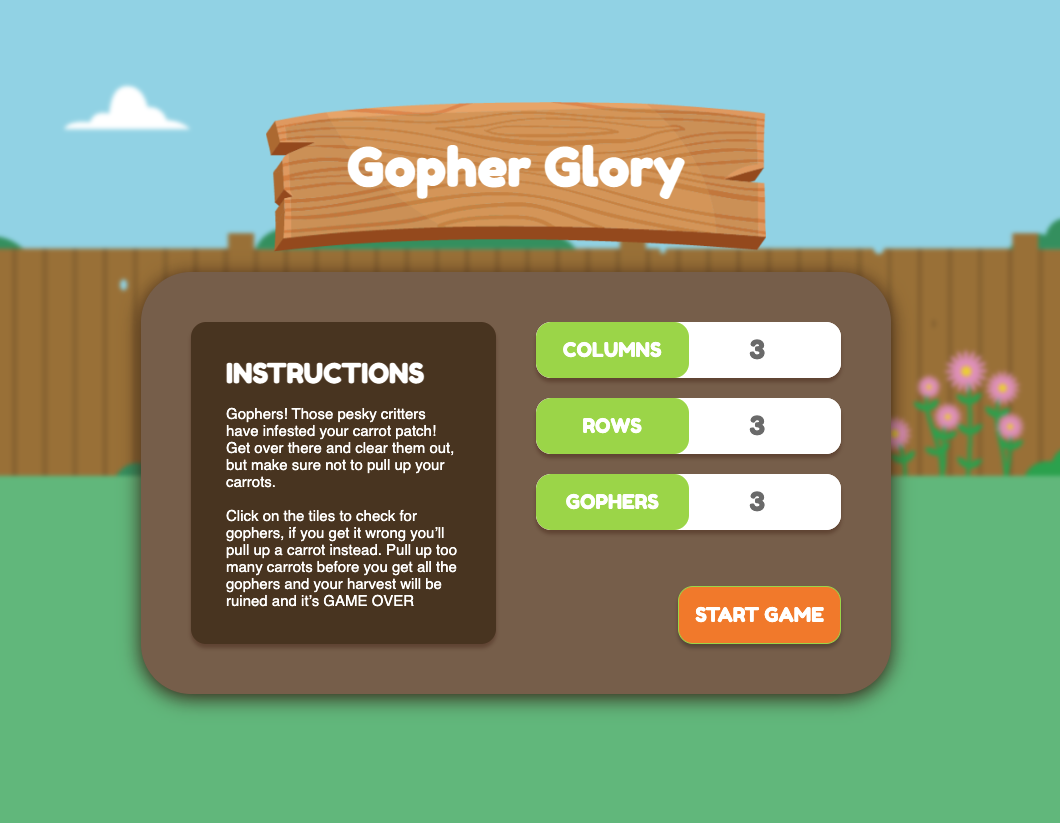 Gopher Glory
INSTRUCTIONS
Gophers! Those pesky critters
have infested your carrot patch!
Get over there and clear them out,
but make sure not to pull up your
carrots.
Click on the tiles to check for
gophers, if you get it wrong you’ll
pull up a carrot instead. Pull up too
many carrots before you get all the
gophers and your harvest will be
ruined and it’s GAME OVER
COLUMNS 3
ROWS 3
GOPHERS 3
START GAME